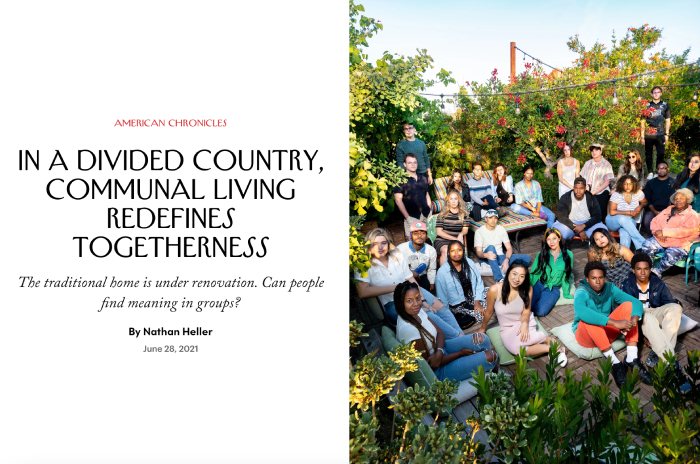 AMERICAN CHRONICLES
IN A DIVIDED COUNTRY,
COMMUNAL LIVING
REDEFINES
TOGETHERNESS
The traditional home is under renovation. Can people
find meaning in groups?
By Nathan Heller
June 28, 2021